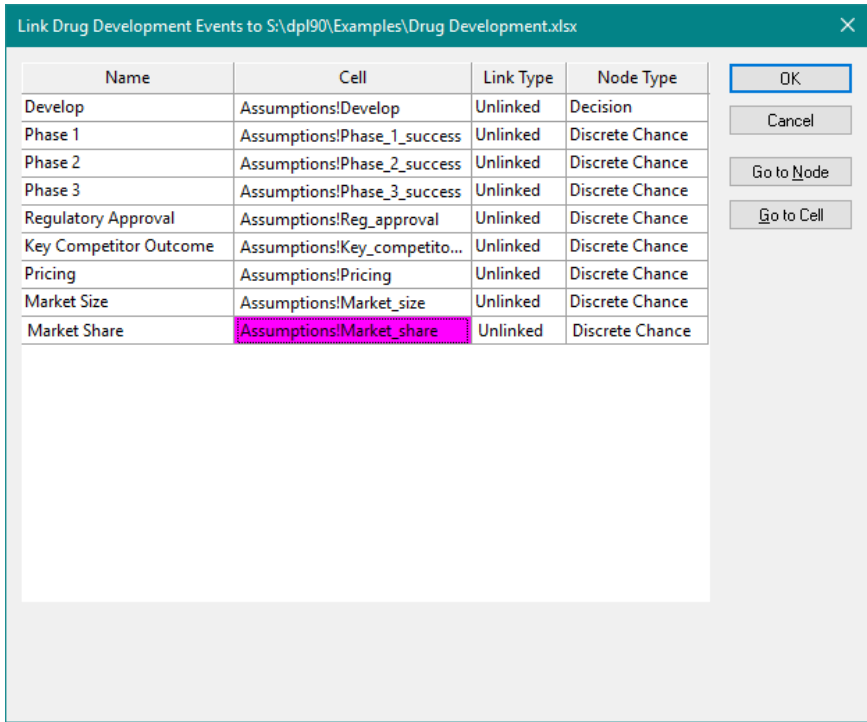 Link Drug Development Events to S:\dpl90\Examples\Drug Development.xlsx
Name Cell Link Type Node Type
Develop Assumptions!Develop Unlinked Decision
Phase 1 Assumptions!Phase_1_success Unlinked Discrete Chance
Phase 2 Assumptions!Phase_2_success Unlinked Discrete Chance
Phase 3 Assumptions!Phase_3_success Unlinked Discrete Chance
Regulatory Approval Assumptions!Reg_approval Unlinked Discrete Chance
Key Competitor Outcome Assumptions!Key_competito... Unlinked Discrete Chance
Pricing Assumptions!Pricing Unlinked Discrete Chance
Market Size Assumptions!Market_size Unlinked Discrete Chance
Market Share Assumptions!Market_share Unlinked Discrete Chance
OK
Cancel
Go to Node
Go to Cell